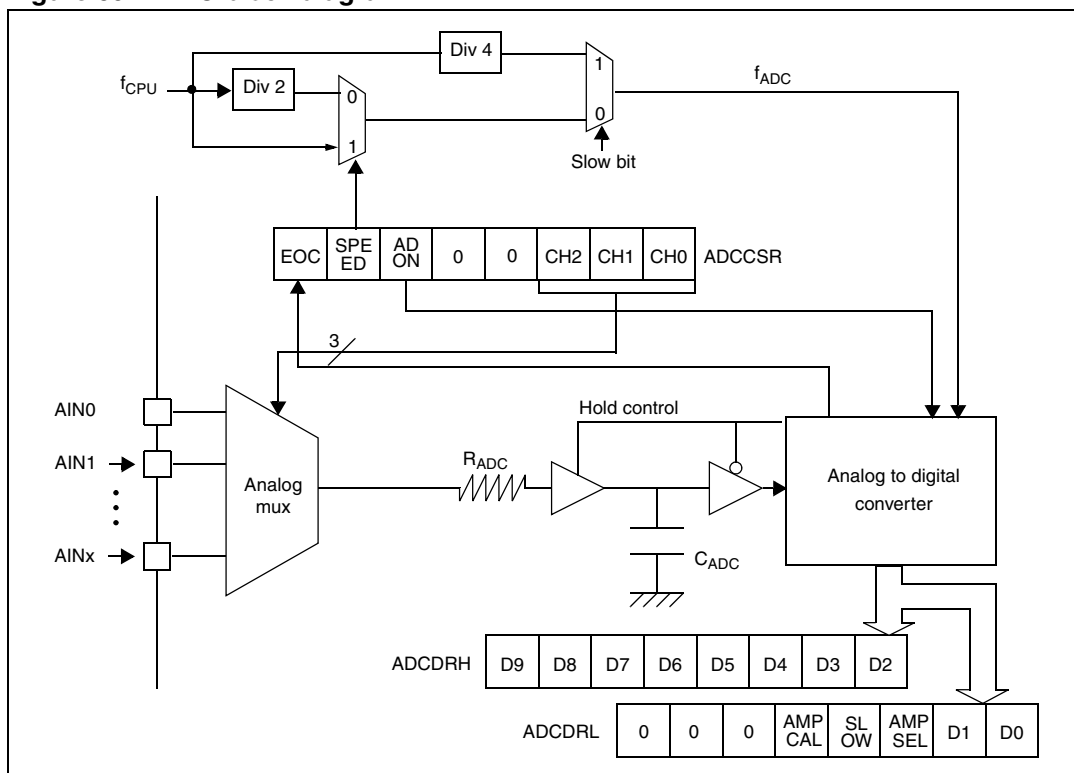 Div 4
f_CPU
Div 2
0
1
1
0
f_ADC
Slow bit
EOC
SPE
ED
AD
ON
0
0
CH2
CH1
CH0
ADCCSR
3
AIN0
AIN1
AINx
Analog
mux
R_ADC
Hold control
C_ADC
Analog to digital
converter
ADCDRH
D9
D8
D7
D6
D5
D4
D3
D2
ADCDRL
0
0
0
AMP
CAL
SL
OW
AMP
SEL
D1
D0